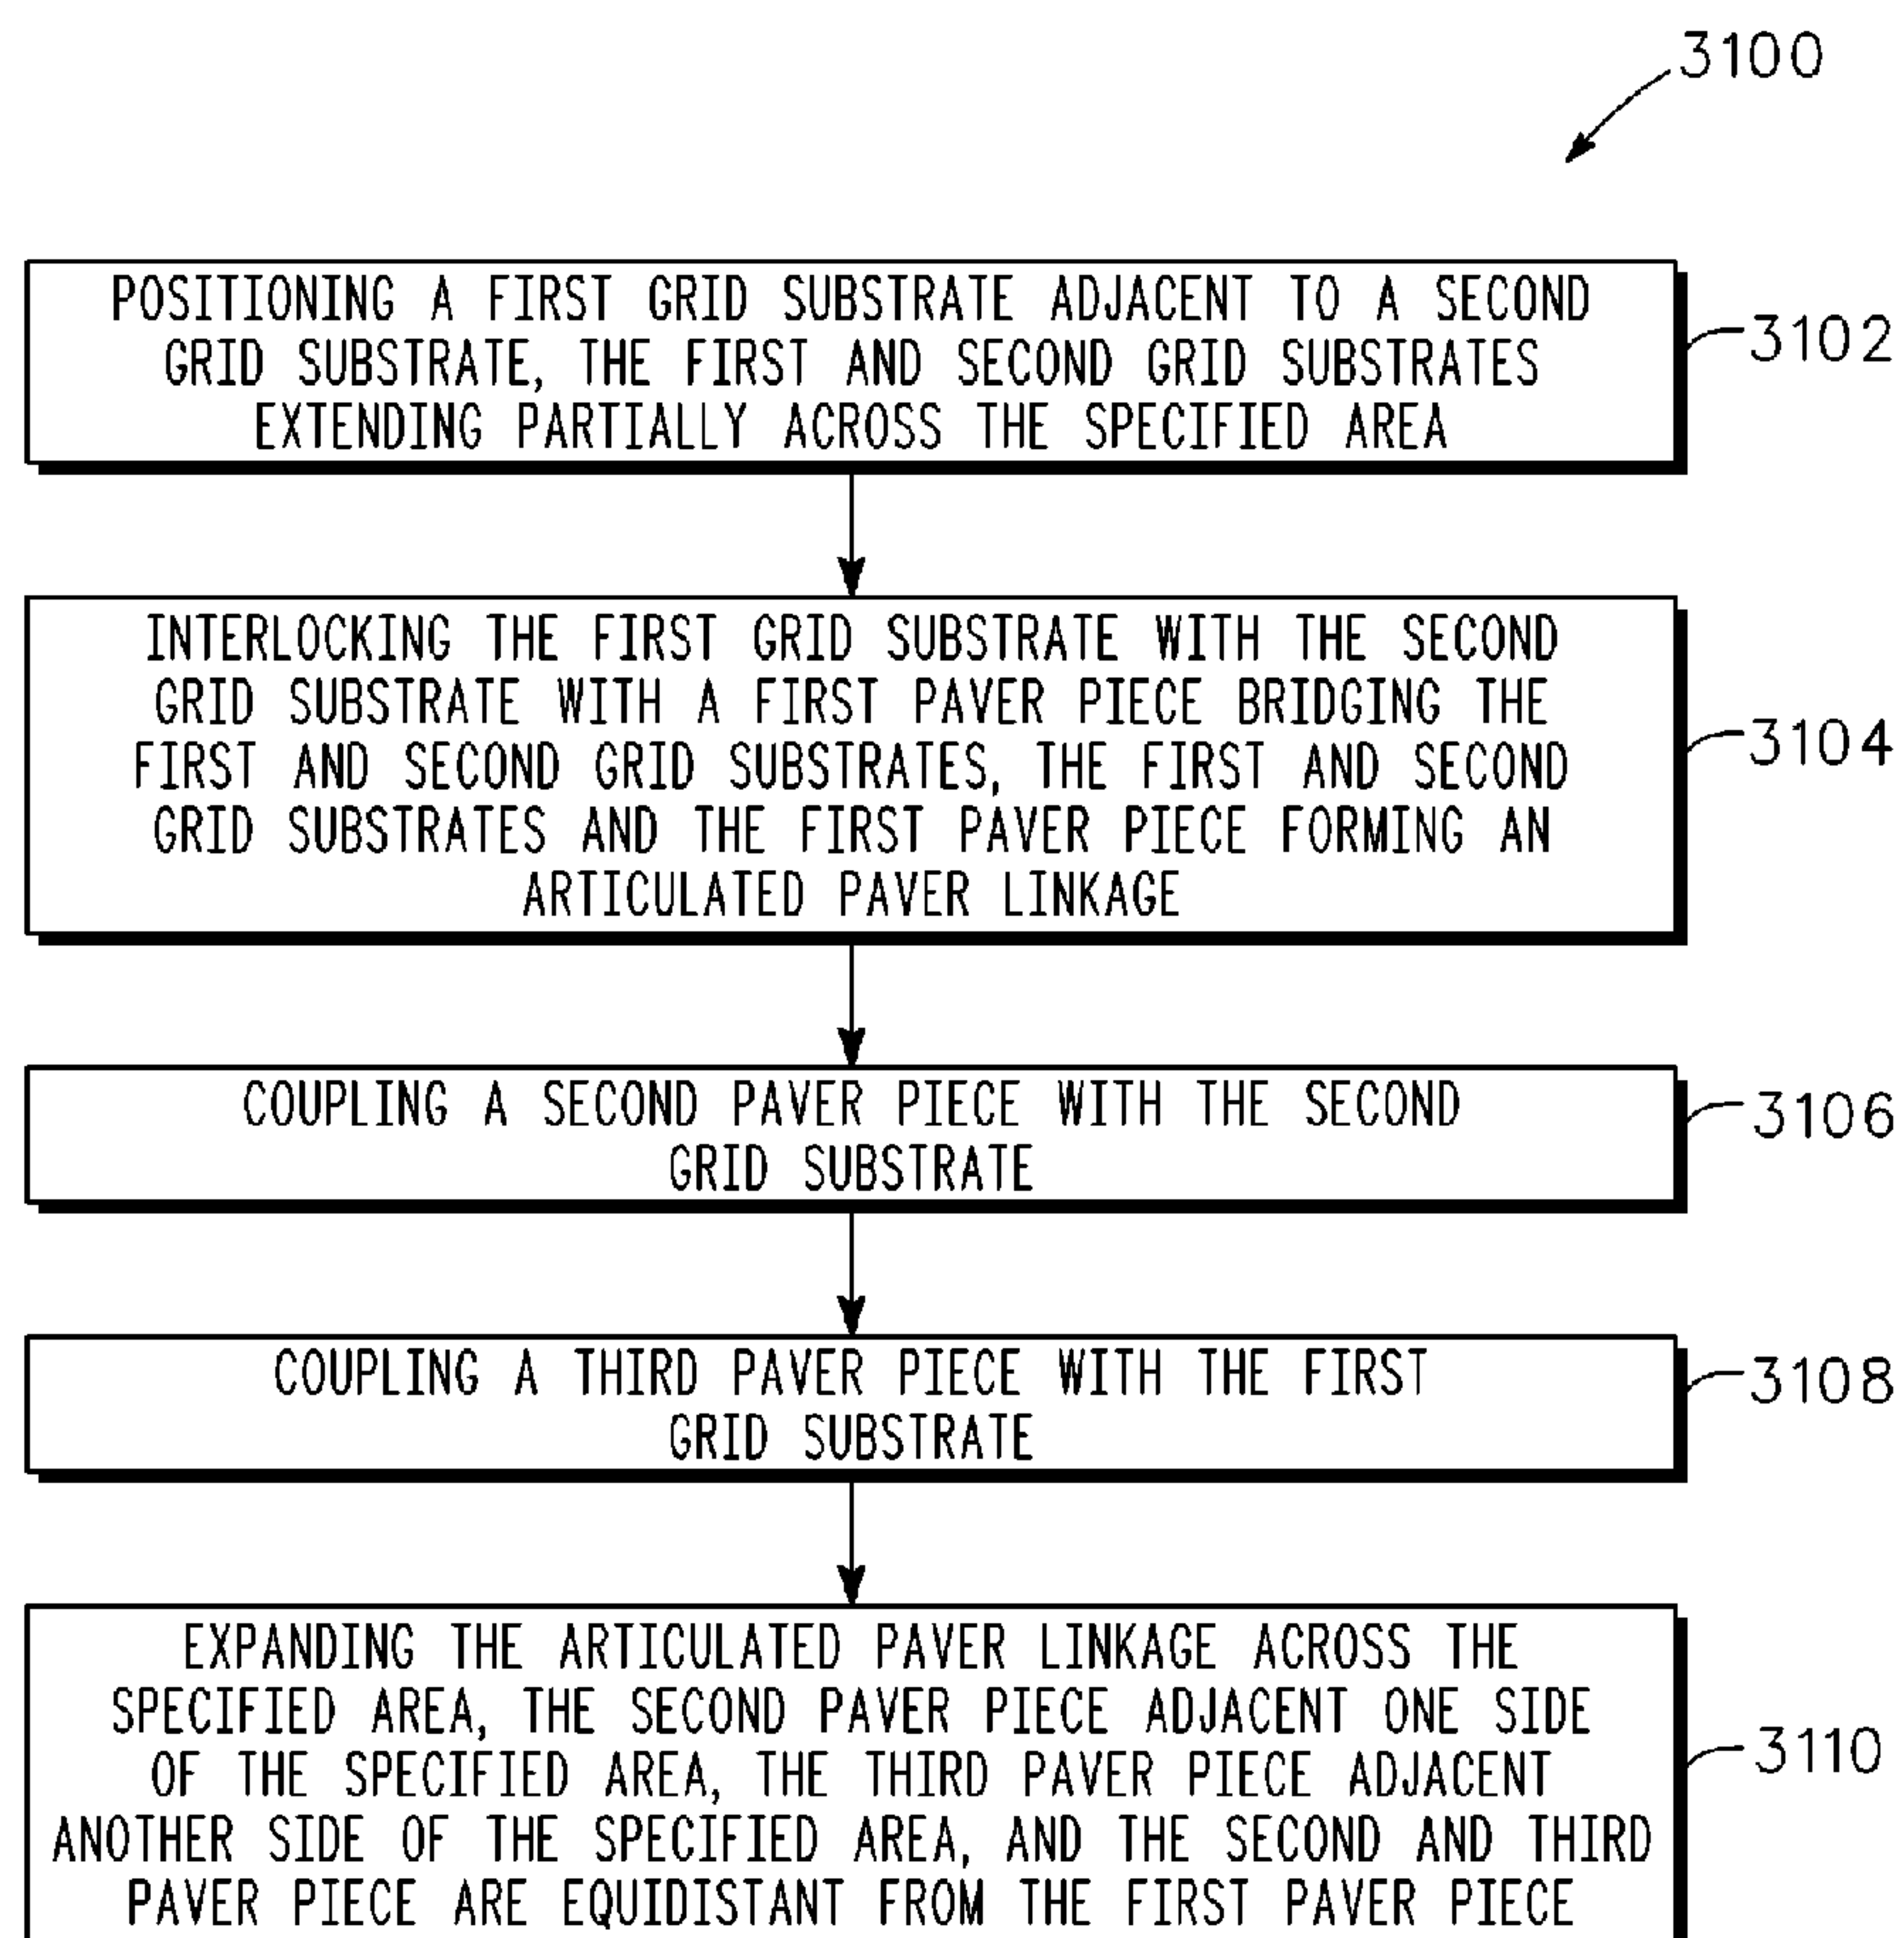 3100
POSITIONING A FIRST GRID SUBSTRATE ADJACENT TO A SECOND
GRID SUBSTRATE, THE FIRST AND SECOND GRID SUBSTRATES
EXTENDING PARTIALLY ACROSS THE SPECIFIED AREA
3102
INTERLOCKING THE FIRST GRID SUBSTRATE WITH THE SECOND
GRID SUBSTRATE WITH A FIRST PAVER PIECE BRIDGING THE
FIRST AND SECOND GRID SUBSTRATES, THE FIRST AND SECOND
GRID SUBSTRATES AND THE FIRST PAVER PIECE FORMING AN
ARTICULATED PAVER LINKAGE
3104
COUPLING A SECOND PAVER PIECE WITH THE SECOND
GRID SUBSTRATE
3106
COUPLING A THIRD PAVER PIECE WITH THE FIRST
GRID SUBSTRATE
3108
EXPANDING THE ARTICULATED PAVER LINKAGE ACROSS THE
SPECIFIED AREA, THE SECOND PAVER PIECE ADJACENT ONE SIDE
OF THE SPECIFIED AREA, THE THIRD PAVER PIECE ADJACENT
ANOTHER SIDE OF THE SPECIFIED AREA, AND THE SECOND AND THIRD
PAVER PIECE ARE EQUIDISTANT FROM THE FIRST PAVER PIECE
3110